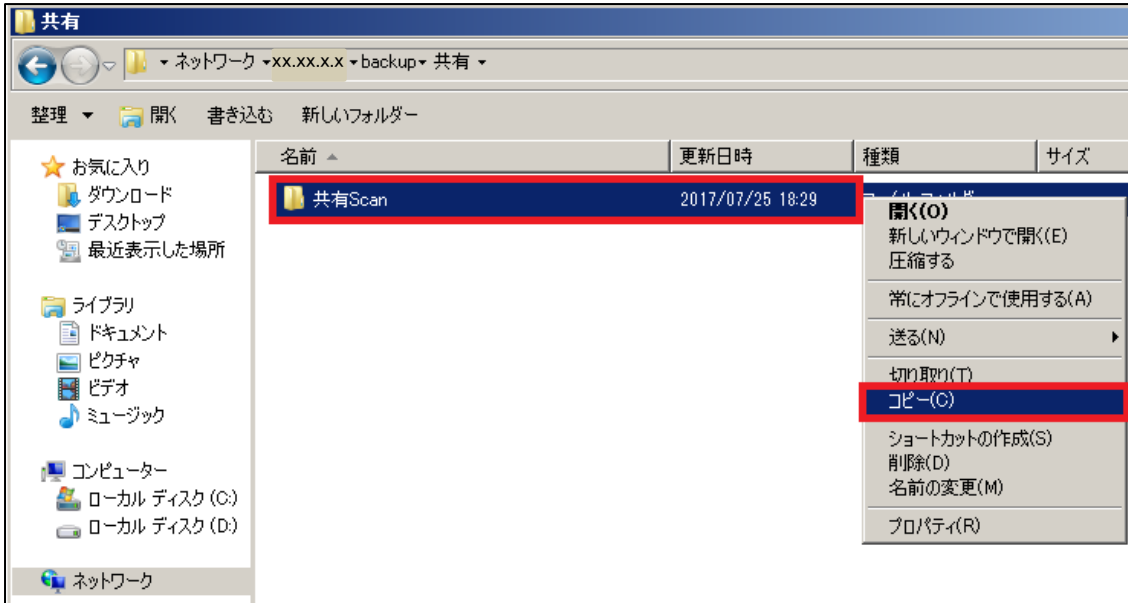 共有
ネットワーク xx.xx.x.x backup 共有
整理 開く 書き込む 新しいフォルダー
名前 更新日時 種類 サイズ
お気に入り
ダウンロード
デスクトップ
最近表示した場所
ライブラリ
ドキュメント
ピクチャ
ビデオ
ミュージック
コンピューター
ローカル ディスク (C:)
ローカル ディスク (D:)
ネットワーク
共有Scan 2017/07/25 18:29
開く(O)
新しいウィンドウで開く(E)
圧縮する
常にオフラインで使用する(A)
送る(N)
切り取り(T)
コピー(C)
ショートカットの作成(S)
削除(D)
名前の変更(M)
プロパティ(R)